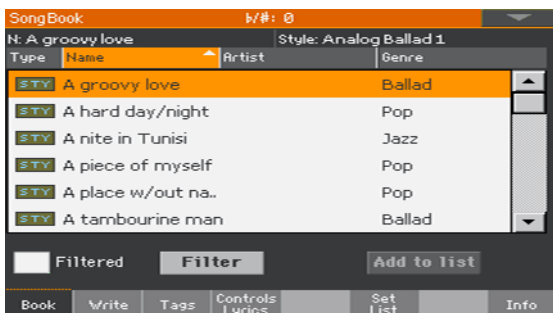 SongBook ♭/#: 0
N: A groovy love Style: Analog Ballad 1
Type Name Artist Genre
STY A groovy love Ballad
STY A hard day/night Pop
STY A nite in Tunisi Jazz
STY A piece of myself Pop
STY A place w/out na.. Pop
STY A tambourine man Ballad
Filtered Filter Add to list
Book Write Tags Controls Lyrics Set List Info